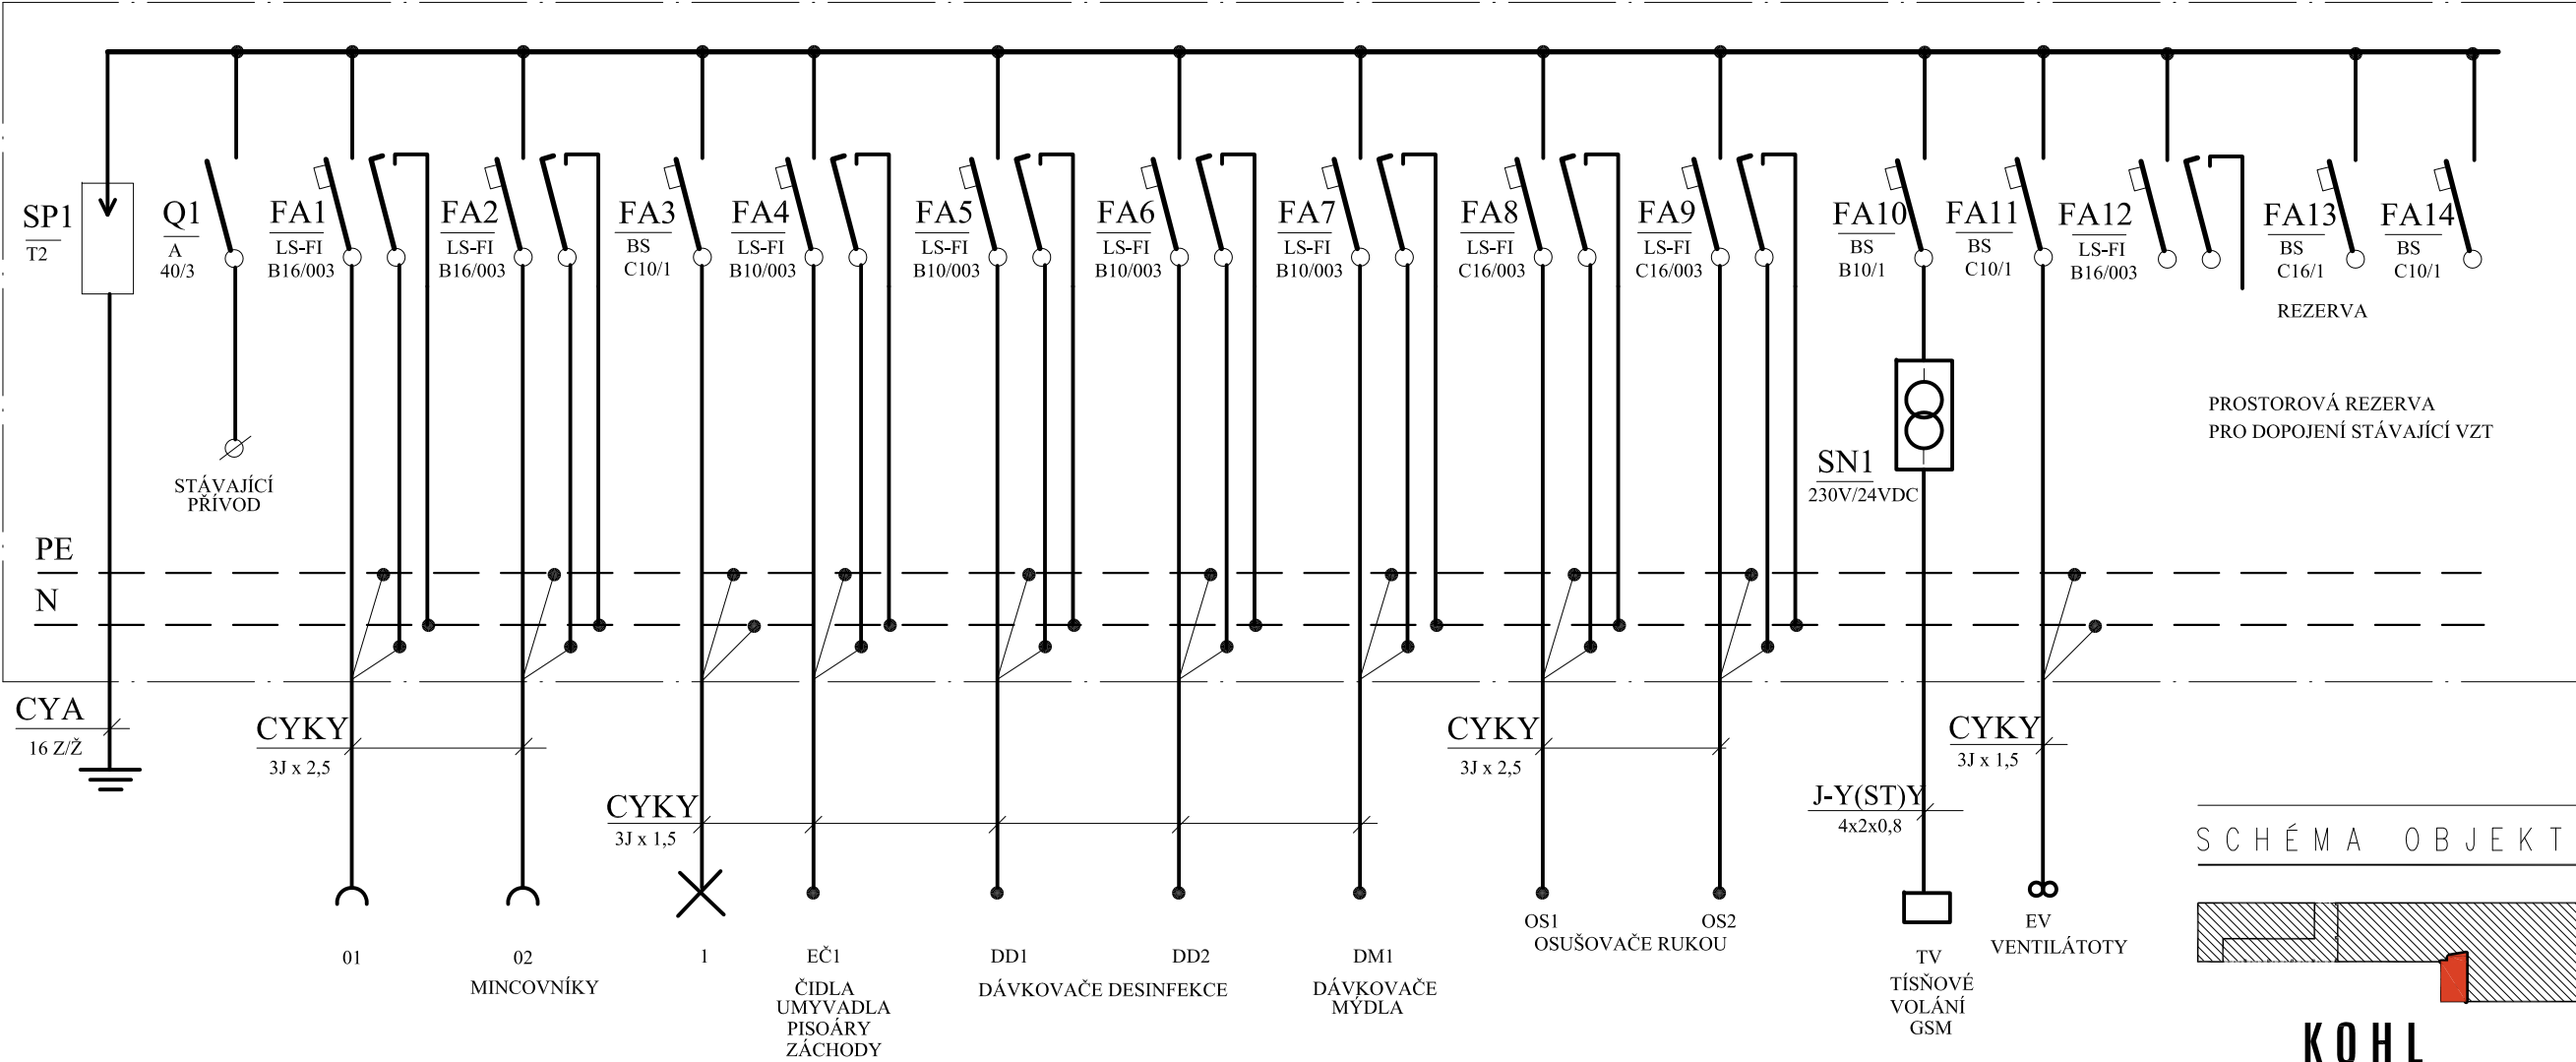 SP1
T2
Q1
A
40/3
FA1
LS-FI
B16/003
FA2
LS-FI
B16/003
FA3
BS
C10/1
FA4
LS-FI
B10/003
FA5
LS-FI
B10/003
FA6
LS-FI
B10/003
FA7
LS-FI
B10/003
FA8
LS-FI
C16/003
FA9
LS-FI
C16/003
FA10
BS
B10/1
FA11
BS
C10/1
FA12
LS-FI
B16/003
FA13
BS
C16/1
FA14
BS
C10/1
REZERVA
PROSTOROVÁ REZERVA
PRO DOPOJENÍ STÁVAJÍCÍ VZT
SN1
230V/24VDC
STÁVAJÍCÍ
PŘÍVOD
PE
N
CYA
16 Z/Ž
CYKY
3J x 2,5
CYKY
3J x 1,5
CYKY
3J x 2,5
J-Y(ST)Y
4x2x0,8
CYKY
3J x 1,5
SCHÉMA OBJEKT
01
02
MINCOVNÍKY
1
EČ1
ČIDLA
UMYVADLA
PISOÁRY
ZÁCHODY
DD1
DD2
DÁVKOVAČE DESINFEKCE
DM1
DÁVKOVAČE
MÝDLA
OS1
OS2
OSUŠOVAČE RUKOU
TV
TÍSŇOVÉ
VOLÁNÍ
GSM
EV
VENTILÁTOTY
KOHL